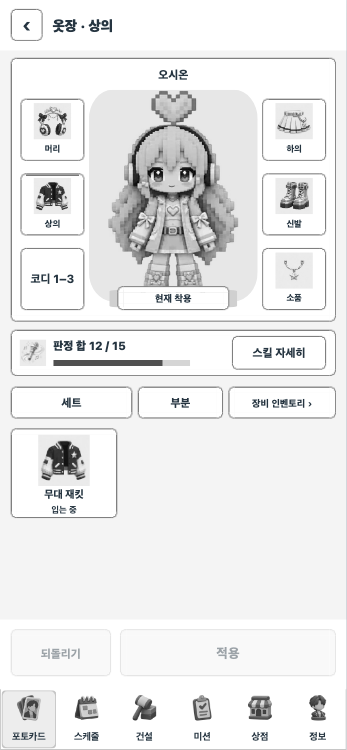 ‹ 옷장 · 상의
오시온
머리
하의
상의
신발
코디 1–3
현재 착용
소품
판정 합 12 / 15
스킬 자세히
세트
부분
장비 인벤토리 ›
무대 재킷
입는 중
되돌리기
적용
포토카드
스케줄
건설
미션
상점
정보